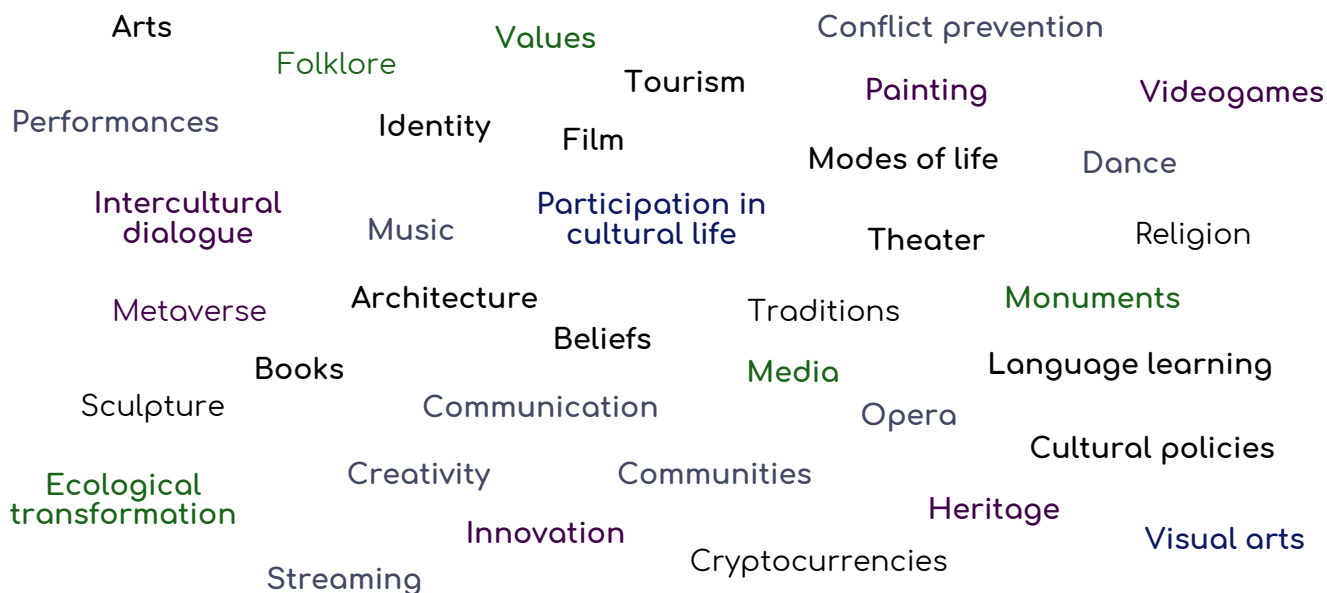 Arts
Conflict prevention
Values
Folklore
Tourism
Painting
Videogames
Performances
Identity
Film
Modes of life
Dance
Intercultural
dialogue
Music
Participation in
cultural life
Theater
Religion
Metaverse
Architecture
Traditions
Monuments
Beliefs
Books
Media
Language learning
Sculpture
Communication
Opera
Cultural policies
Ecological
transformation
Creativity
Communities
Heritage
Innovation
Visual arts
Cryptocurrencies
Streaming